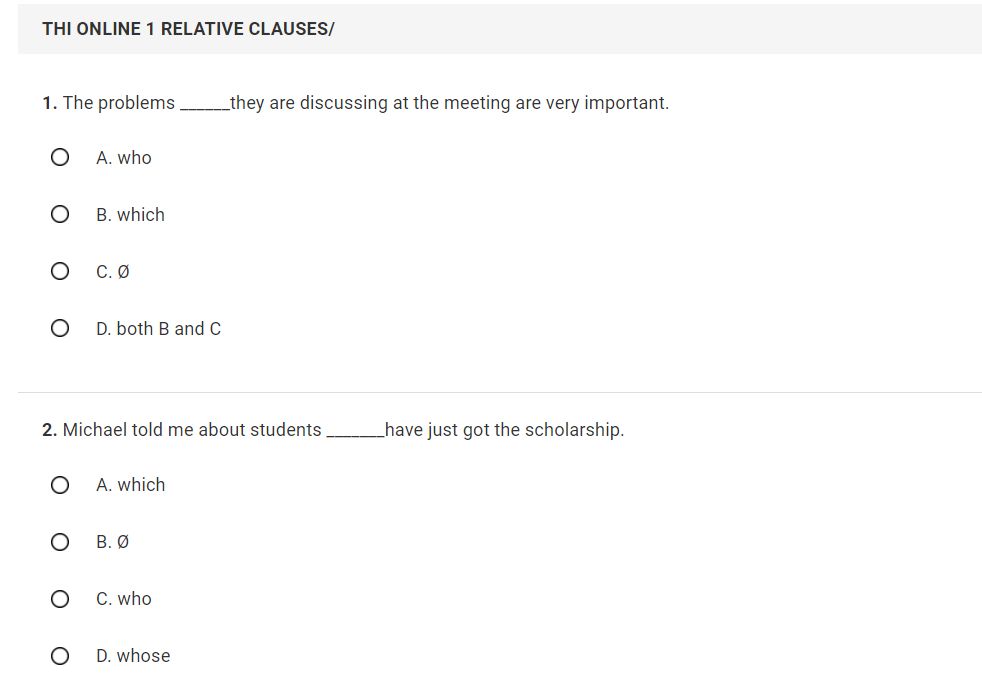 THI ONLINE 1 RELATIVE CLAUSES/
1. The problems ______they are discussing at the meeting are very important.
A. who
B. which
C. Ø
D. both B and C
2. Michael told me about students _______have just got the scholarship.
A. which
B. Ø
C. who
D. whose